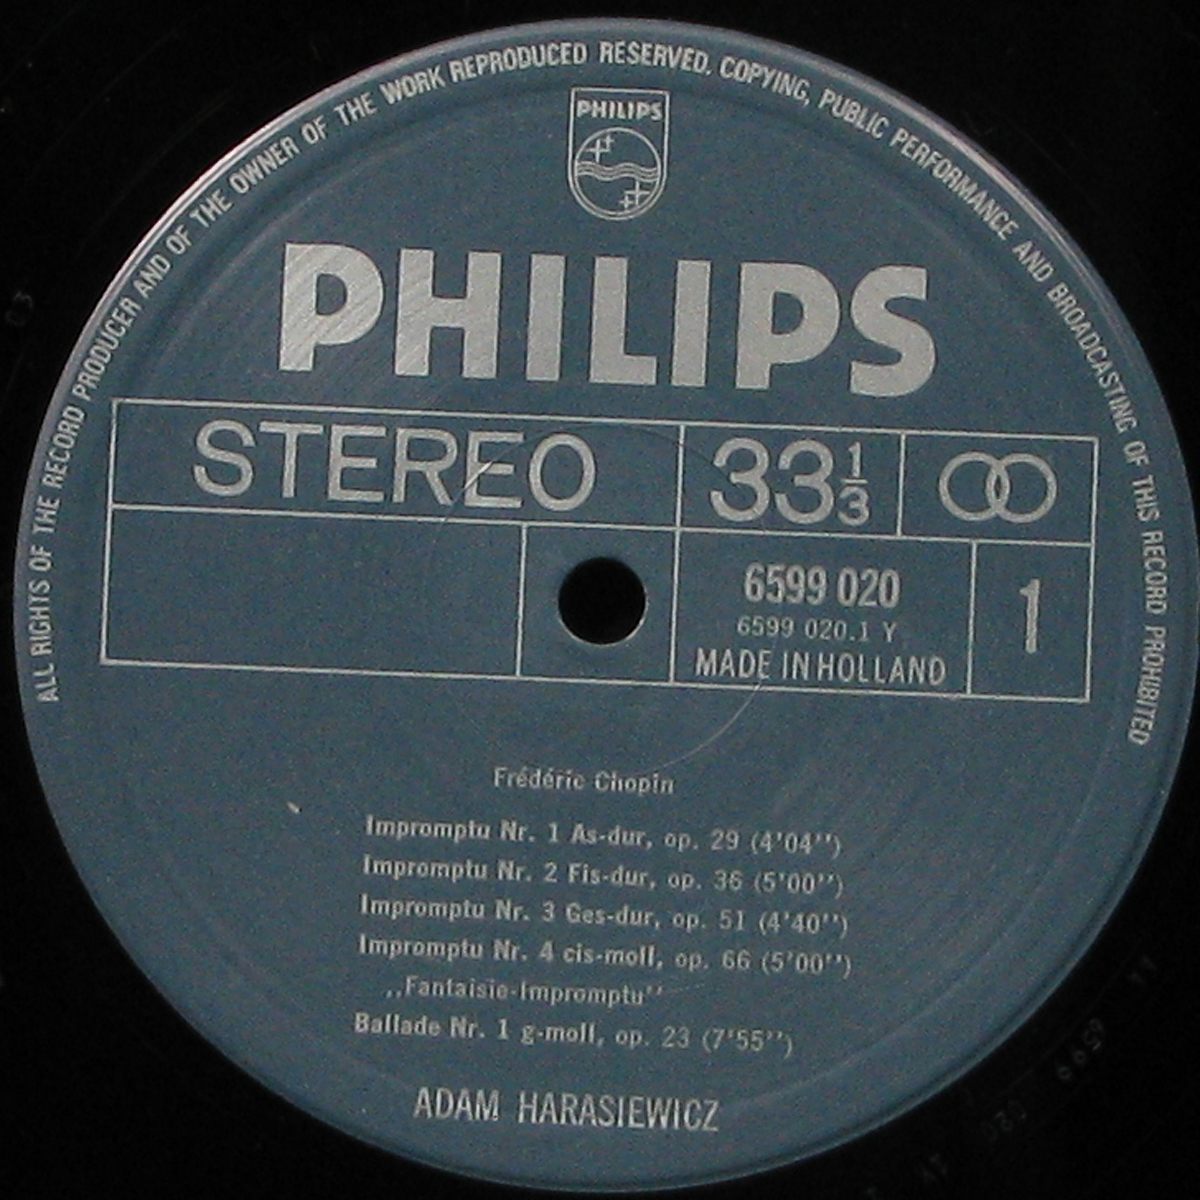 ALL RIGHTS OF THE RECORD PRODUCER AND OF THE OWNER OF THE WORK REPRODUCED RESERVED. COPYING, PUBLIC PERFORMANCE AND BROADCASTING OF THIS RECORD PROHIBITED
PHILIPS
PHILIPS
STEREO 33 1/3
6599 020
6599 020.1 Y
MADE IN HOLLAND
1
Frédéric Chopin
Impromptu Nr. 1 As-dur, op. 29 (4'04'')
Impromptu Nr. 2 Fis-dur, op. 36 (5'00'')
Impromptu Nr. 3 Ges-dur, op. 51 (4'40'')
Impromptu Nr. 4 cis-moll, op. 66 (5'00'')
,,Fantaisie-Impromptu''
Ballade Nr. 1 g-moll, op. 23 (7'55'')
ADAM HARASIEWICZ